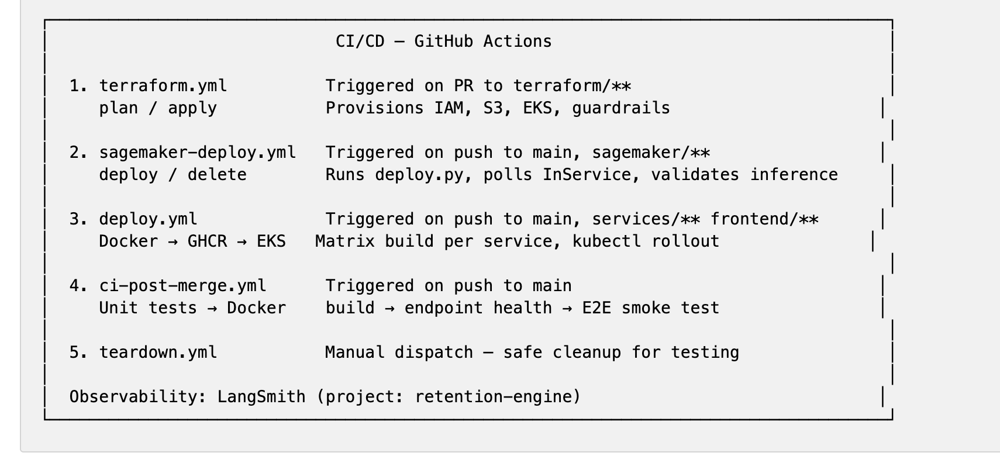 CI/CD — GitHub Actions
1. terraform.yml Triggered on PR to terraform/**
plan / apply Provisions IAM, S3, EKS, guardrails
2. sagemaker-deploy.yml Triggered on push to main, sagemaker/**
deploy / delete Runs deploy.py, polls InService, validates inference
3. deploy.yml Triggered on push to main, services/** frontend/**
Docker → GHCR → EKS Matrix build per service, kubectl rollout
4. ci-post-merge.yml Triggered on push to main
Unit tests → Docker build → endpoint health → E2E smoke test
5. teardown.yml Manual dispatch — safe cleanup for testing
Observability: LangSmith (project: retention-engine)